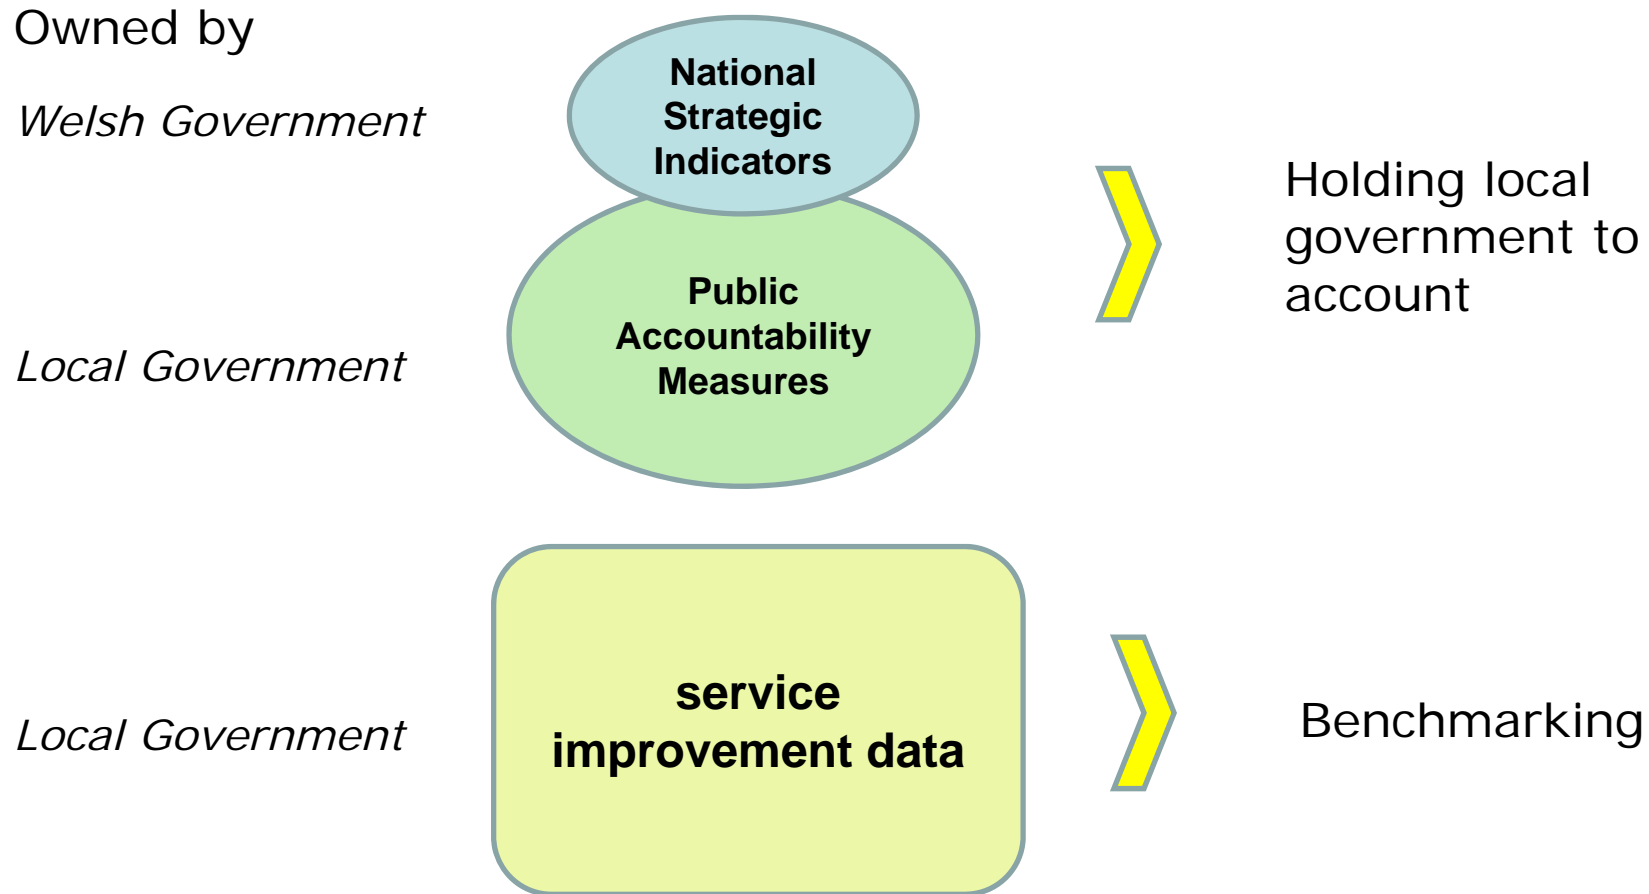 Owned by
Welsh Government
National
Strategic
Indicators
Holding local
government to
account
Local Government
Public
Accountability
Measures
Local Government
service
improvement data
Benchmarking